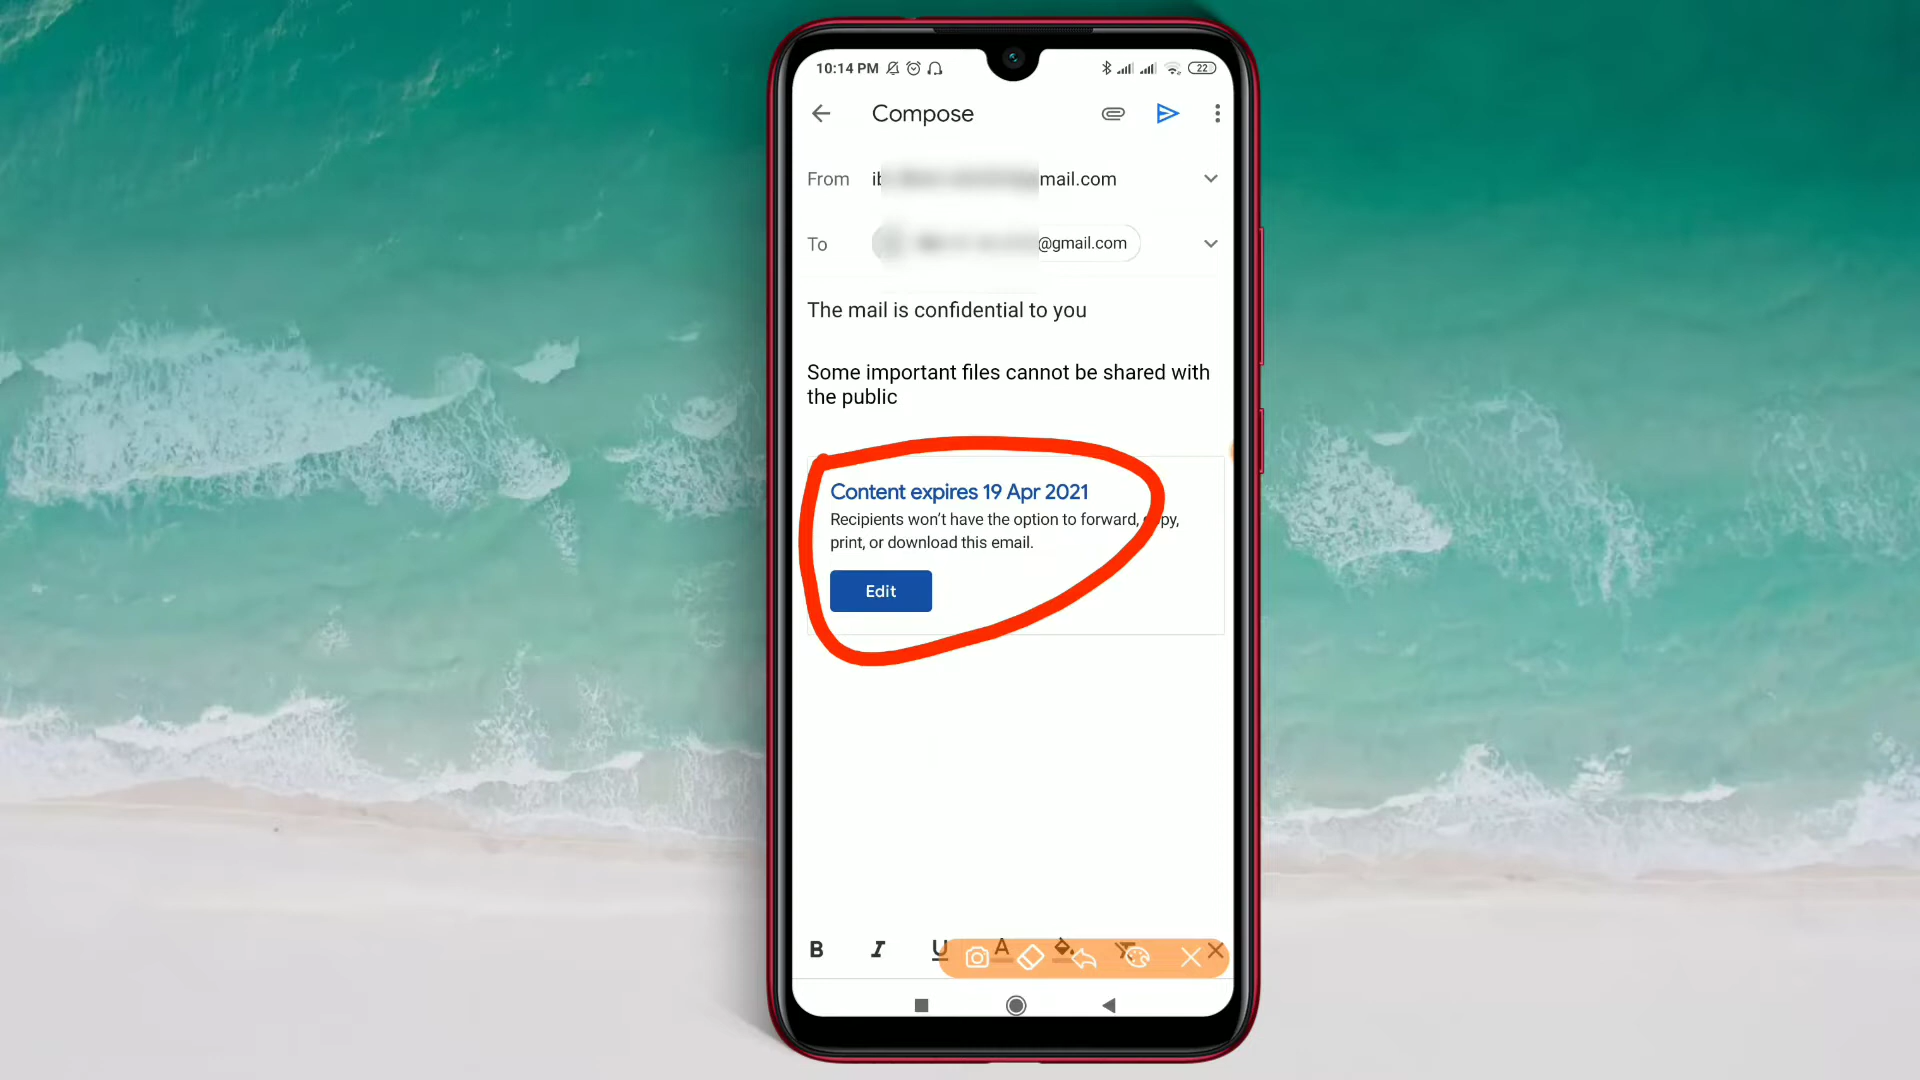 10:14 PM
22
Compose
From mail.com
To @gmail.com
The mail is confidential to you
Some important files cannot be shared with
the public
Content expires 19 Apr 2021
Recipients won't have the option to forward, copy,
print, or download this email.
Edit
B I U A